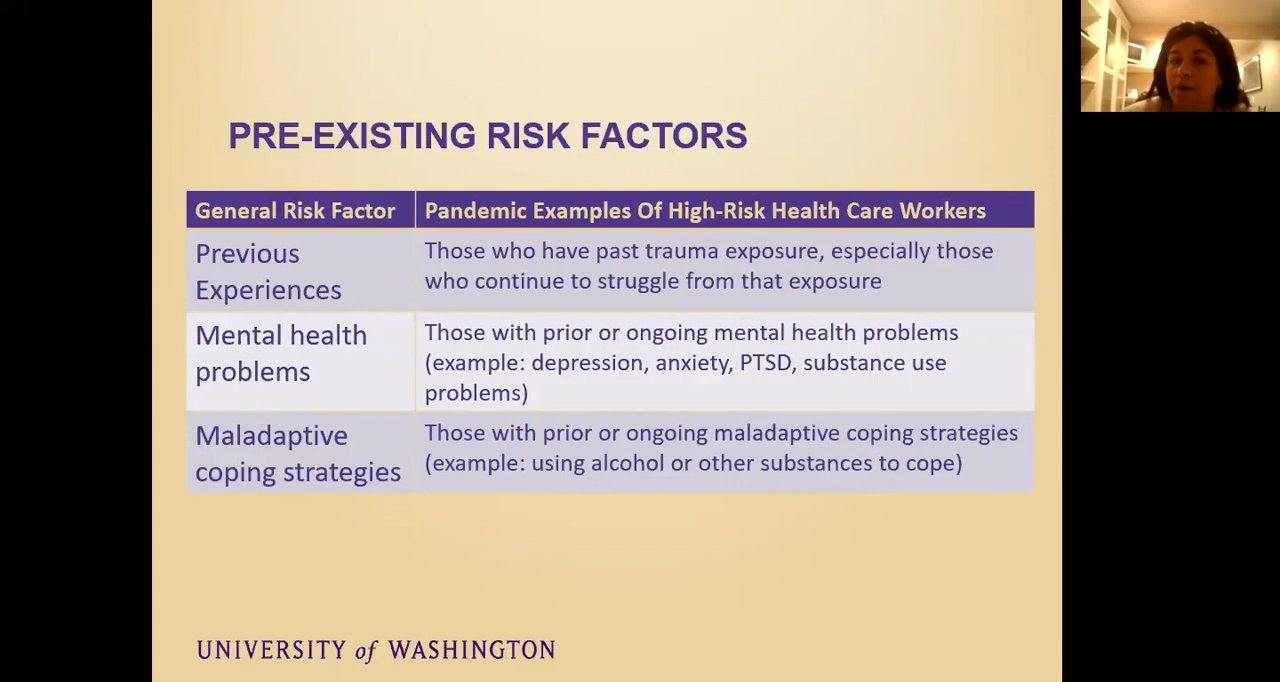 PRE-EXISTING RISK FACTORS
General Risk Factor
Pandemic Examples Of High-Risk Health Care Workers
Previous
Experiences
Those who have past trauma exposure, especially those
who continue to struggle from that exposure
Mental health
problems
Those with prior or ongoing mental health problems
(example: depression, anxiety, PTSD, substance use
problems)
Maladaptive
coping strategies
Those with prior or ongoing maladaptive coping strategies
(example: using alcohol or other substances to cope)
UNIVERSITY of WASHINGTON